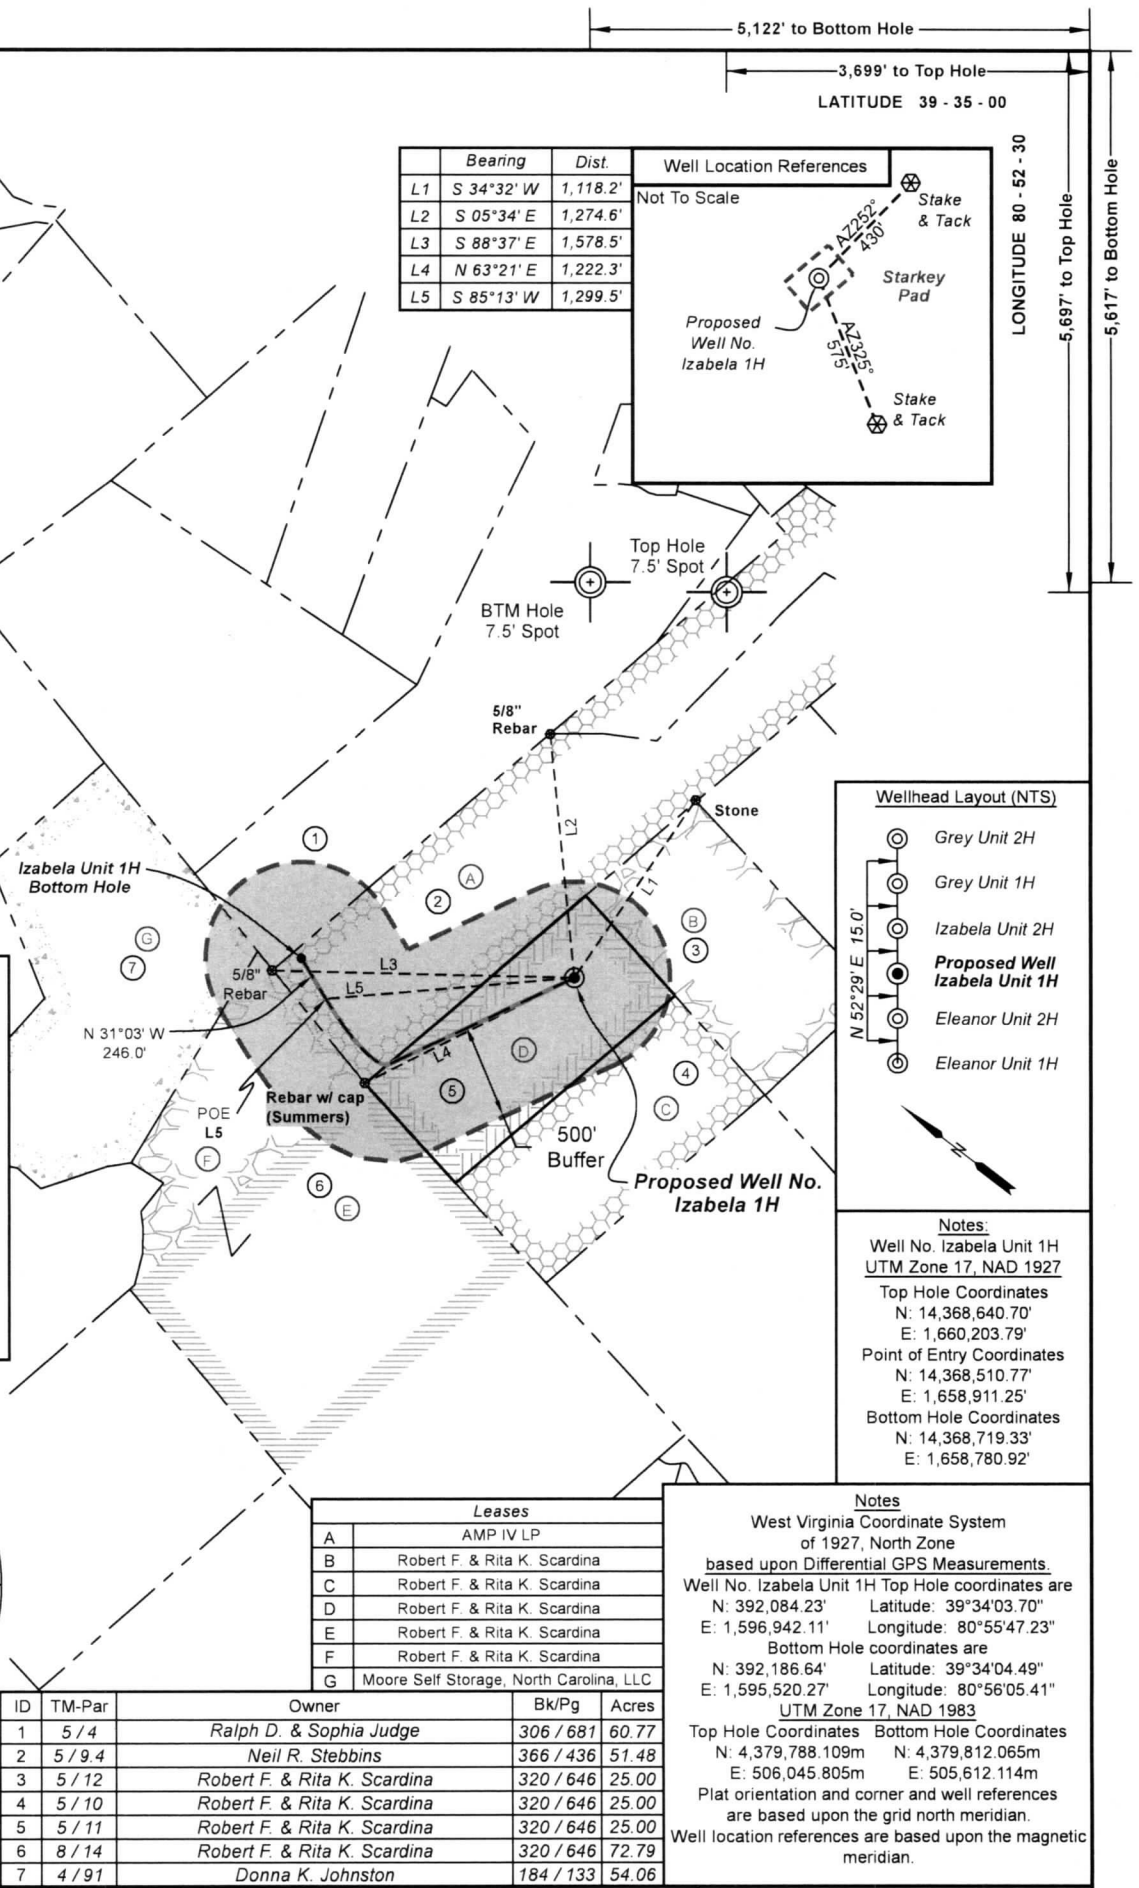 5,122' to Bottom Hole
3,699' to Top Hole
LATITUDE 39 - 35 - 00
LONGITUDE 80 - 52 - 30
5,697' to Top Hole
5,617' to Bottom Hole
Bearing Dist.
L1 S 34°32' W 1,118.2'
L2 S 05°34' E 1,274.6'
L3 S 88°37' E 1,578.5'
L4 N 63°21' E 1,222.3'
L5 S 85°13' W 1,299.5'
Well Location References
Not To Scale
Stake
& Tack
AZ252°
430'
Starkey
Pad
Proposed
Well No.
Izabela 1H
AZ325°
575'
Stake
& Tack
Top Hole
7.5' Spot
BTM Hole
7.5' Spot
5/8"
Rebar
Stone
L2
L1
1
Izabela Unit 1H
Bottom Hole
A
2
B
3
G
7
5/8"
Rebar
L3
L5
N 31°03' W
246.0'
L4
D
5
4
C
Rebar w/ cap
(Summers)
POE
L5
F
500'
Buffer
6
E
Proposed Well No.
Izabela 1H
Wellhead Layout (NTS)
Grey Unit 2H
Grey Unit 1H
Izabela Unit 2H
Proposed Well
Izabela Unit 1H
Eleanor Unit 2H
Eleanor Unit 1H
N 52°29' E 15.0'
N
Notes:
Well No. Izabela Unit 1H
UTM Zone 17, NAD 1927
Top Hole Coordinates
N: 14,368,640.70'
E: 1,660,203.79'
Point of Entry Coordinates
N: 14,368,510.77'
E: 1,658,911.25'
Bottom Hole Coordinates
N: 14,368,719.33'
E: 1,658,780.92'
Leases
A AMP IV LP
B Robert F. & Rita K. Scardina
C Robert F. & Rita K. Scardina
D Robert F. & Rita K. Scardina
E Robert F. & Rita K. Scardina
F Robert F. & Rita K. Scardina
G Moore Self Storage, North Carolina, LLC
ID TM-Par Owner Bk/Pg Acres
1 5 / 4 Ralph D. & Sophia Judge 306 / 681 60.77
2 5 / 9.4 Neil R. Stebbins 366 / 436 51.48
3 5 / 12 Robert F. & Rita K. Scardina 320 / 646 25.00
4 5 / 10 Robert F. & Rita K. Scardina 320 / 646 25.00
5 5 / 11 Robert F. & Rita K. Scardina 320 / 646 25.00
6 8 / 14 Robert F. & Rita K. Scardina 320 / 646 72.79
7 4 / 91 Donna K. Johnston 184 / 133 54.06
Notes
West Virginia Coordinate System
of 1927, North Zone
based upon Differential GPS Measurements.
Well No. Izabela Unit 1H Top Hole coordinates are
N: 392,084.23' Latitude: 39°34'03.70"
E: 1,596,942.11' Longitude: 80°55'47.23"
Bottom Hole coordinates are
N: 392,186.64' Latitude: 39°34'04.49"
E: 1,595,520.27' Longitude: 80°56'05.41"
UTM Zone 17, NAD 1983
Top Hole Coordinates Bottom Hole Coordinates
N: 4,379,788.109m N: 4,379,812.065m
E: 506,045.805m E: 505,612.114m
Plat orientation and corner and well references
are based upon the grid north meridian.
Well location references are based upon the magnetic
meridian.